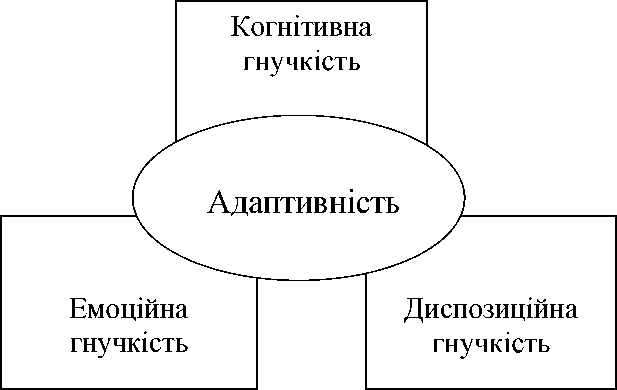 Когнітивна
гнучкість
Адаптивність
Емоційна
гнучкість
Диспозиційна
гнучкість